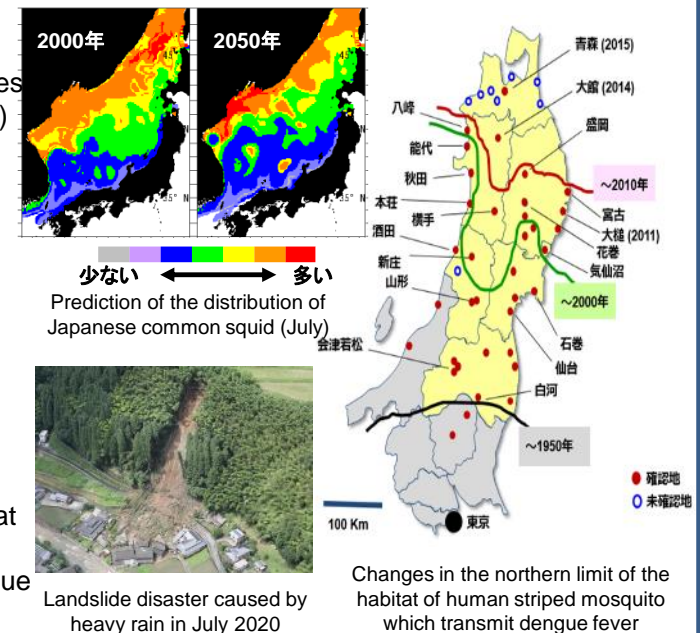 2000年
2050年
es
)
少ない
多い
Prediction of the distribution of
Japanese common squid (July)
at
ue
Landslide disaster caused by
heavy rain in July 2020
青森 (2015)
大館 (2014)
八峰
盛岡
能代
秋田
～2010年
本荘
宮古
横手
大槌 (2011)
酒田
花巻
新庄
気仙沼
山形
～2000年
会津若松
石巻
仙台
白河
～1950年
確認地
未確認地
100 Km
東京
Changes in the northern limit of the
habitat of human striped mosquito
which transmit dengue fever